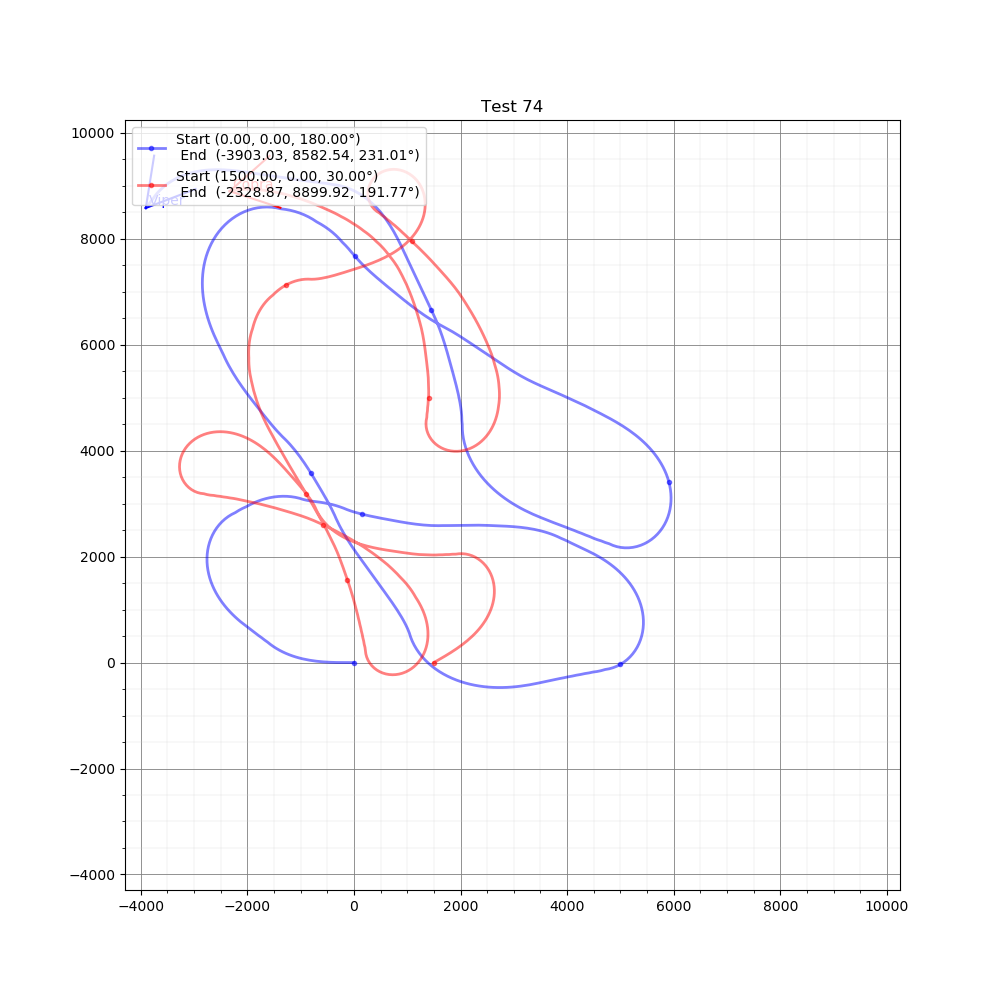 Test 74
Start (0.00, 0.00, 180.00°)
End (-3903.03, 8582.54, 231.01°)
Start (1500.00, 0.00, 30.00°)
End (-2328.87, 8899.92, 191.77°)
Viper
10000
8000
6000
4000
2000
0
−2000
−4000
−4000 −2000 0 2000 4000 6000 8000 10000